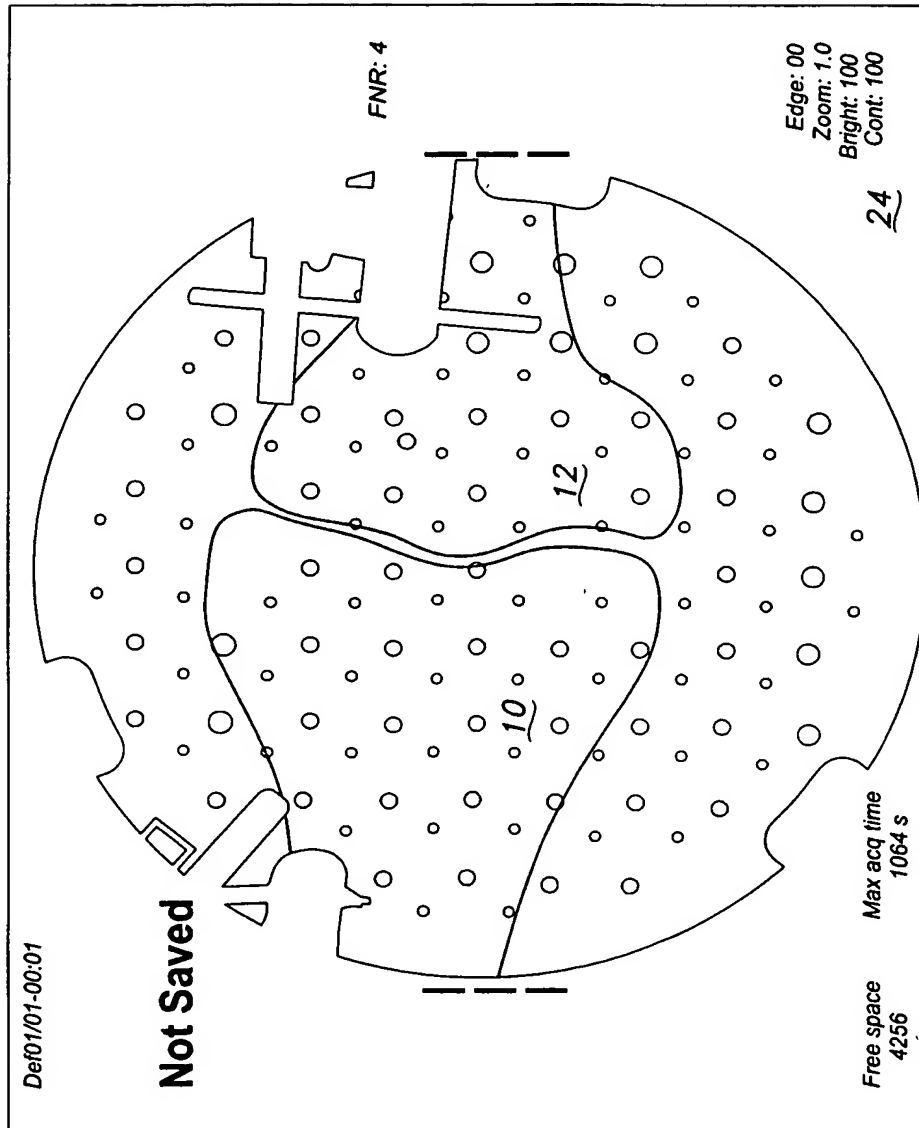 Def01/01-00:01
Not Saved
FNR: 4
10
12
Free space
4256
Max acq time
1064 s
Edge: 00
Zoom: 1.0
Bright: 100
Cont: 100
24